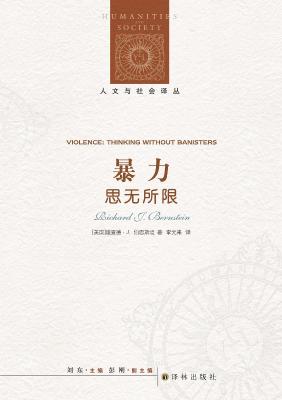 HUMANITIES
AND
SOCIETY
人文与社会译丛
VIOLENCE: THINKING WITHOUT BANISTERS
暴力
思无所限
Richard J. Bernstein
[美国]理查德·J. 伯恩斯坦 著 李元来 译
刘东·主编 彭刚·副主编
译林出版社